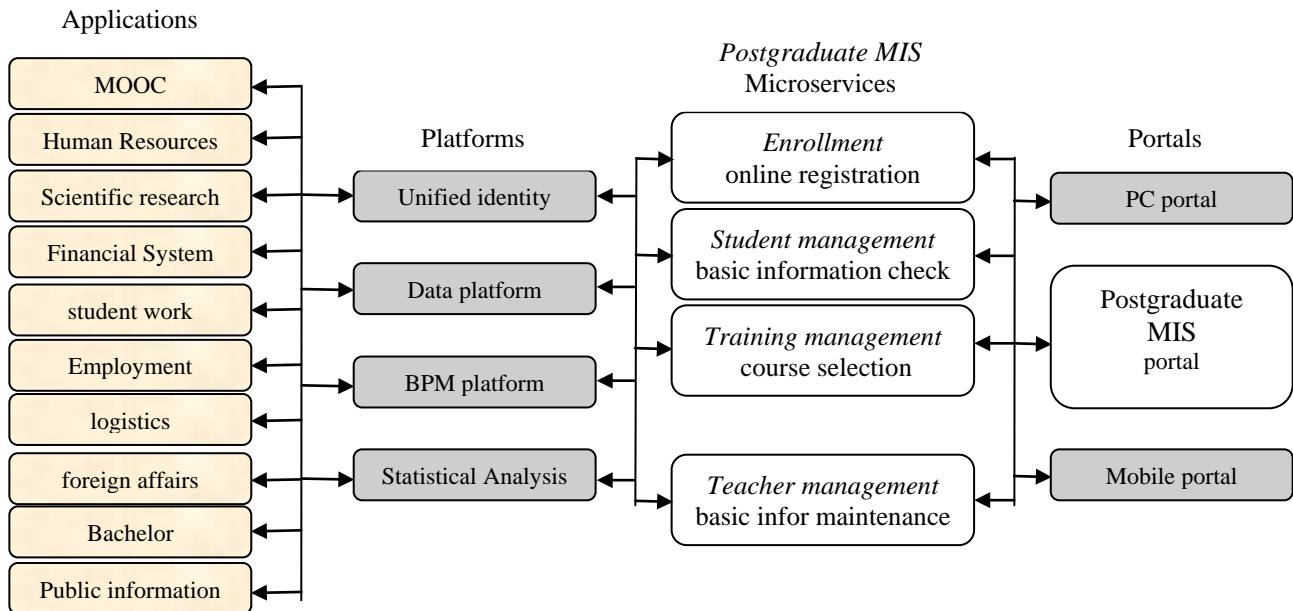 Applications
MOOC
Human Resources
Scientific research
Financial System
student work
Employment
logistics
foreign affairs
Bachelor
Public information
Platforms
Unified identity
Data platform
BPM platform
Statistical Analysis
Postgraduate MIS
Microservices
Enrollment
online registration
Student management
basic information check
Training management
course selection
Teacher management
basic infor maintenance
Portals
PC portal
Postgraduate
MIS
portal
Mobile portal